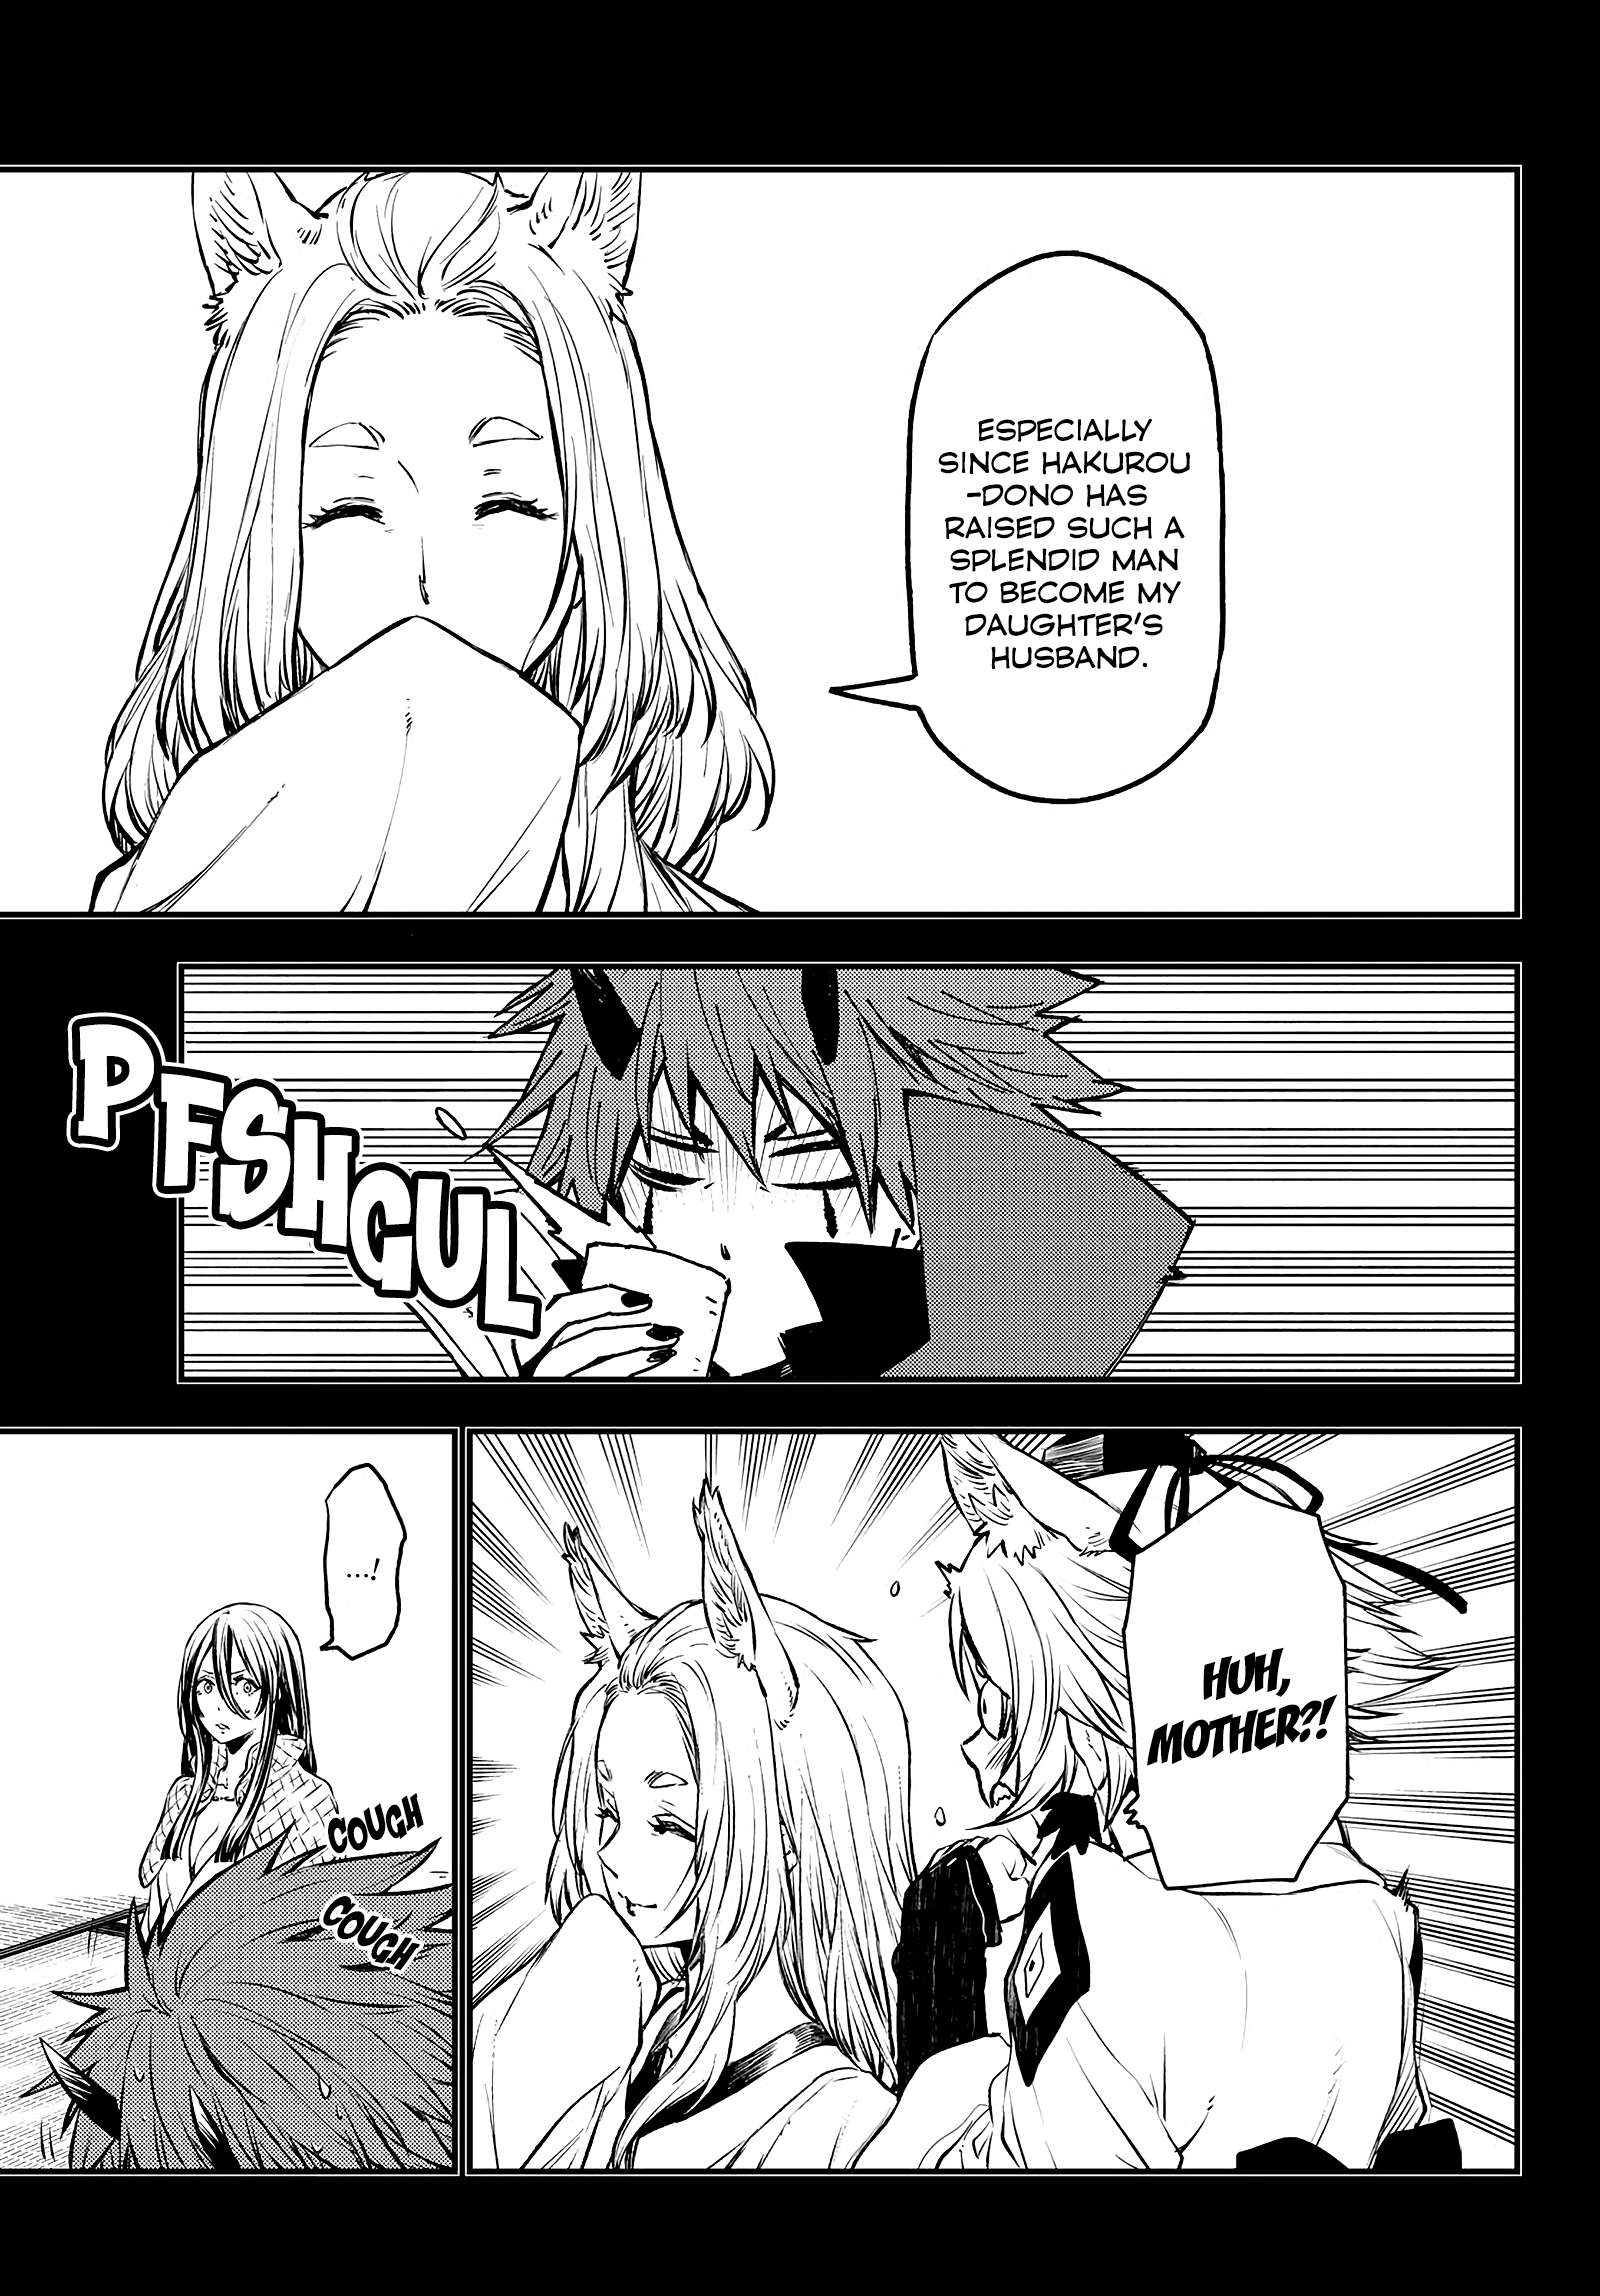 ESPECIALLY
SINCE HAKUROU
-DONO HAS
RAISED SUCH A
SPLENDID MAN
TO BECOME MY
DAUGHTER'S
HUSBAND.
PFSHGUL
HUH,
MOTHER?!
...!
COUGH
COUGH